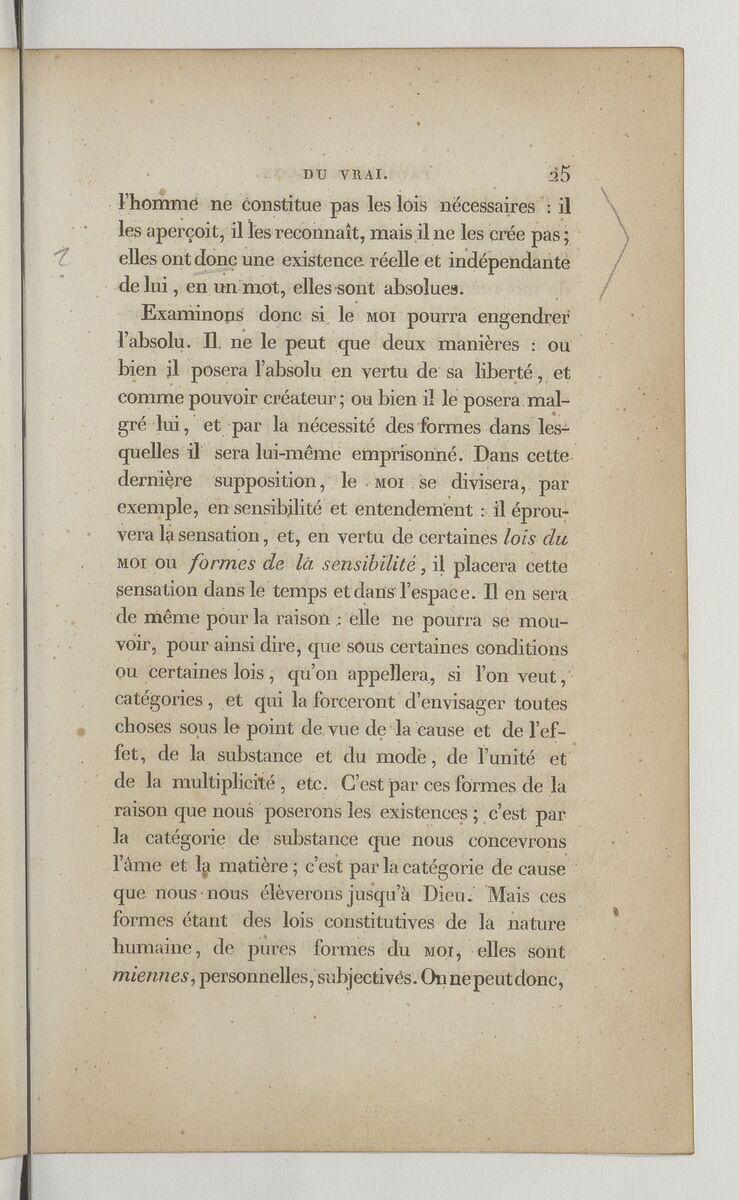 DU VRAI. 25
l'homme ne constitue pas les lois nécessaires : il
les aperçoit, il les reconnaît, mais il ne les crée pas ;
elles ont donc une existence réelle et indépendante
de lui, en un mot, elles sont absolues.
Examinons donc si le MOI pourra engendrer
l'absolu. Il ne le peut que deux manières : ou
bien il posera l'absolu en vertu de sa liberté, et
comme pouvoir créateur ; ou bien il le posera mal-
gré lui, et par la nécessité des formes dans les-
quelles il sera lui-même emprisonné. Dans cette
dernière supposition, le MOI se divisera, par
exemple, en sensibilité et entendement : il éprou-
vera la sensation, et, en vertu de certaines lois du
MOI ou formes de la sensibilité, il placera cette
sensation dans le temps et dans l'espace. Il en sera
de même pour la raison : elle ne pourra se mou-
voir, pour ainsi dire, que sous certaines conditions
ou certaines lois, qu'on appellera, si l'on veut,
catégories, et qui la forceront d'envisager toutes
choses sous le point de vue de la cause et de l'ef-
fet, de la substance et du mode, de l'unité et
de la multiplicité, etc. C'est par ces formes de la
raison que nous poserons les existences ; c'est par
la catégorie de substance que nous concevrons
l'âme et la matière ; c'est par la catégorie de cause
que nous nous élèverons jusqu'à Dieu. Mais ces
formes étant des lois constitutives de la nature
humaine, de pures formes du MOI, elles sont
miennes, personnelles, subjectives. On ne peut donc,